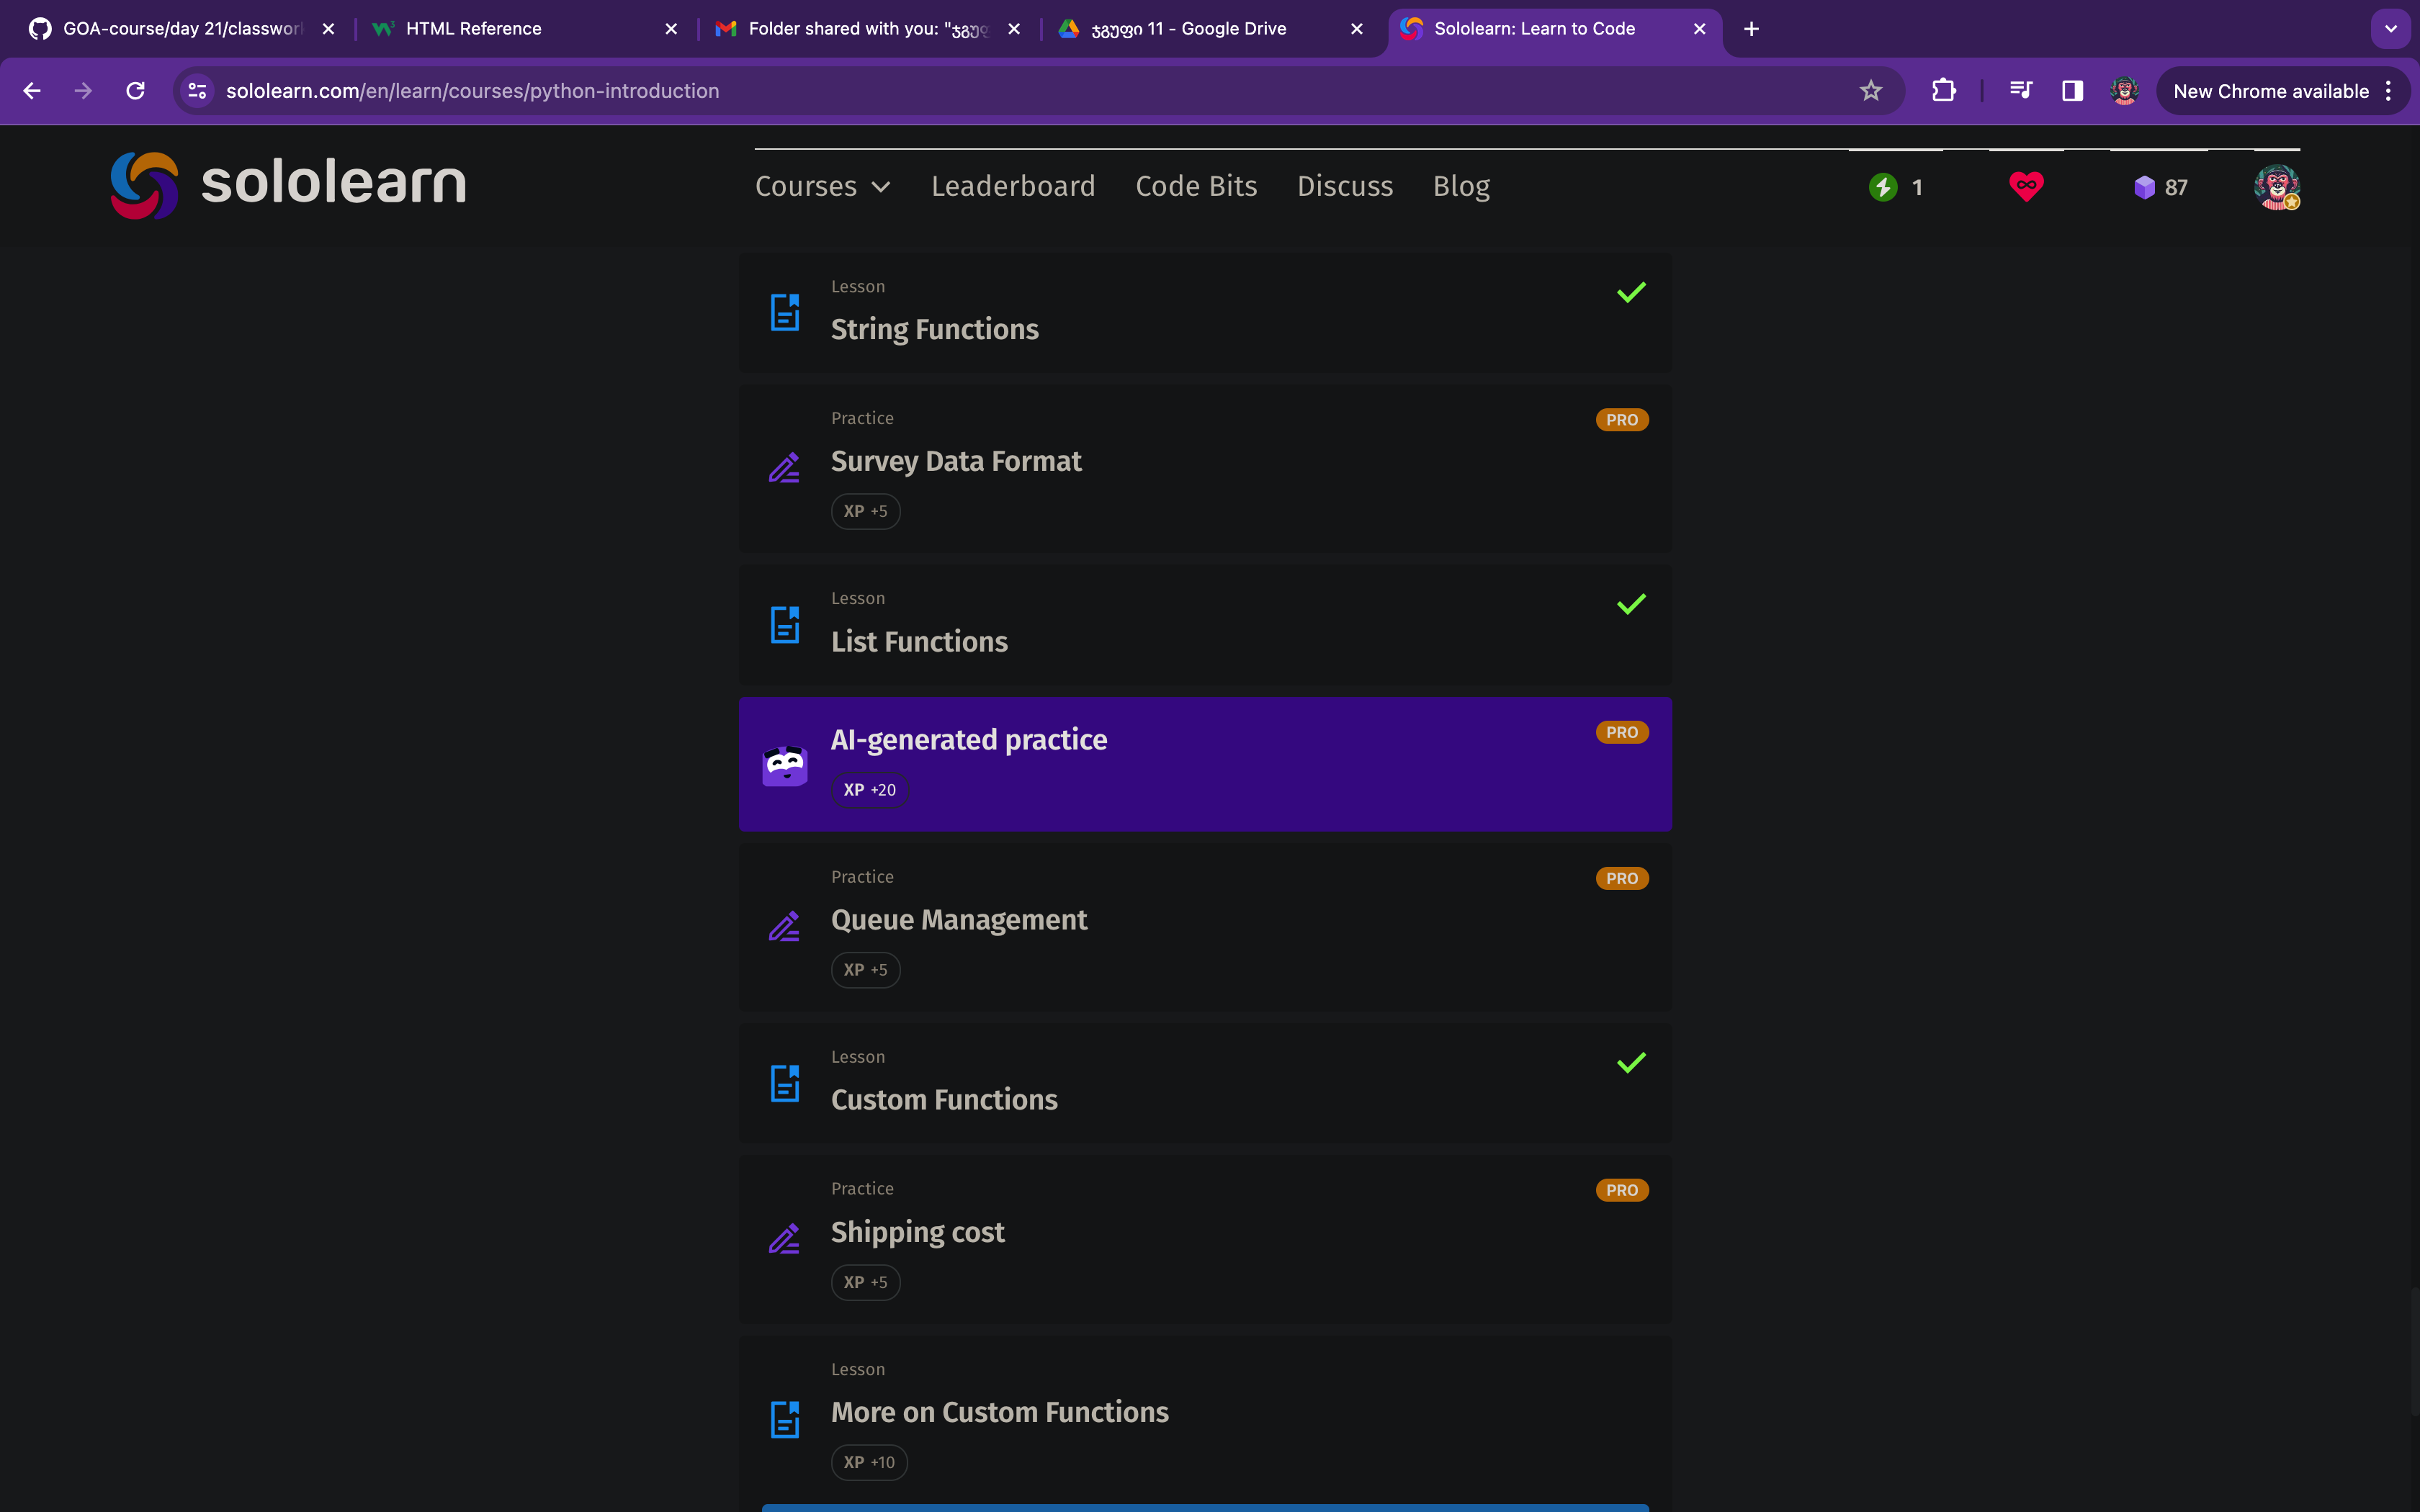 GOA-course/day 21/classwor
HTML Reference
Folder shared with you: "ჯგუფ
ჯგუფი 11 - Google Drive
Sololearn: Learn to Code
sololearn.com/en/learn/courses/python-introduction
New Chrome available
sololearn
Courses
Leaderboard
Code Bits
Discuss
Blog
1
87
Lesson
String Functions
Practice
PRO
Survey Data Format
XP +5
Lesson
List Functions
AI-generated practice
PRO
XP +20
Practice
PRO
Queue Management
XP +5
Lesson
Custom Functions
Practice
PRO
Shipping cost
XP +5
Lesson
More on Custom Functions
XP +10